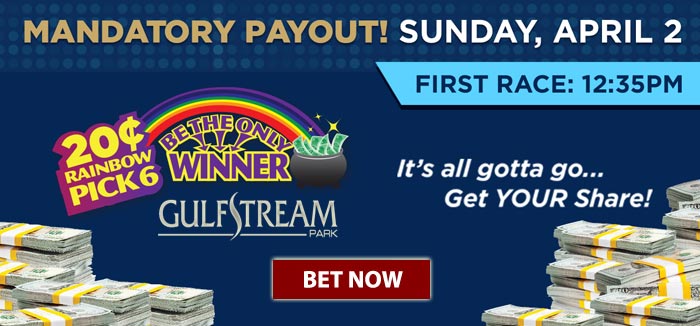 MANDATORY PAYOUT! SUNDAY, APRIL 2
FIRST RACE: 12:35PM
20¢
RAINBOW
PICK 6
BE THE ONLY
WINNER
GULFSTREAM
PARK
It's all gotta go...
Get YOUR Share!
BET NOW